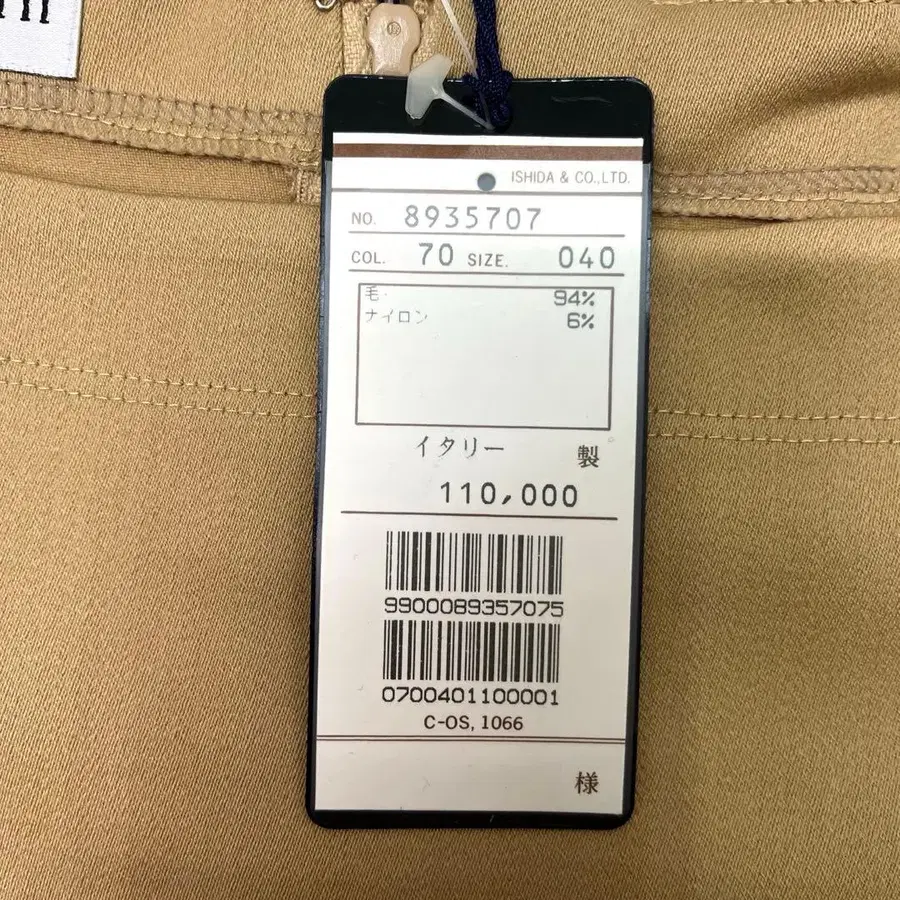 ISHIDA & CO.,LTD.
NO. 8935707
COL. 70 SIZE. 040
毛 94%
ナイロン 6%
イタリー 製
110,000
9900089357075
0700401100001
C-OS, 1066
様